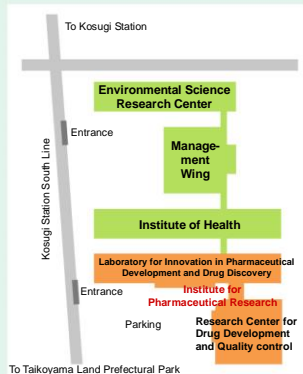 To Kosugi Station
Environmental Science
Research Center
Entrance
Manage-
ment
Wing
Kosugi Station South Line
Institute of Health
Laboratory for Innovation in Pharmaceutical
Development and Drug Discovery
Entrance
Institute for
Pharmaceutical Research
Parking
Research Center for
Drug Development
and Quality control
To Taikoyama Land Prefectural Park